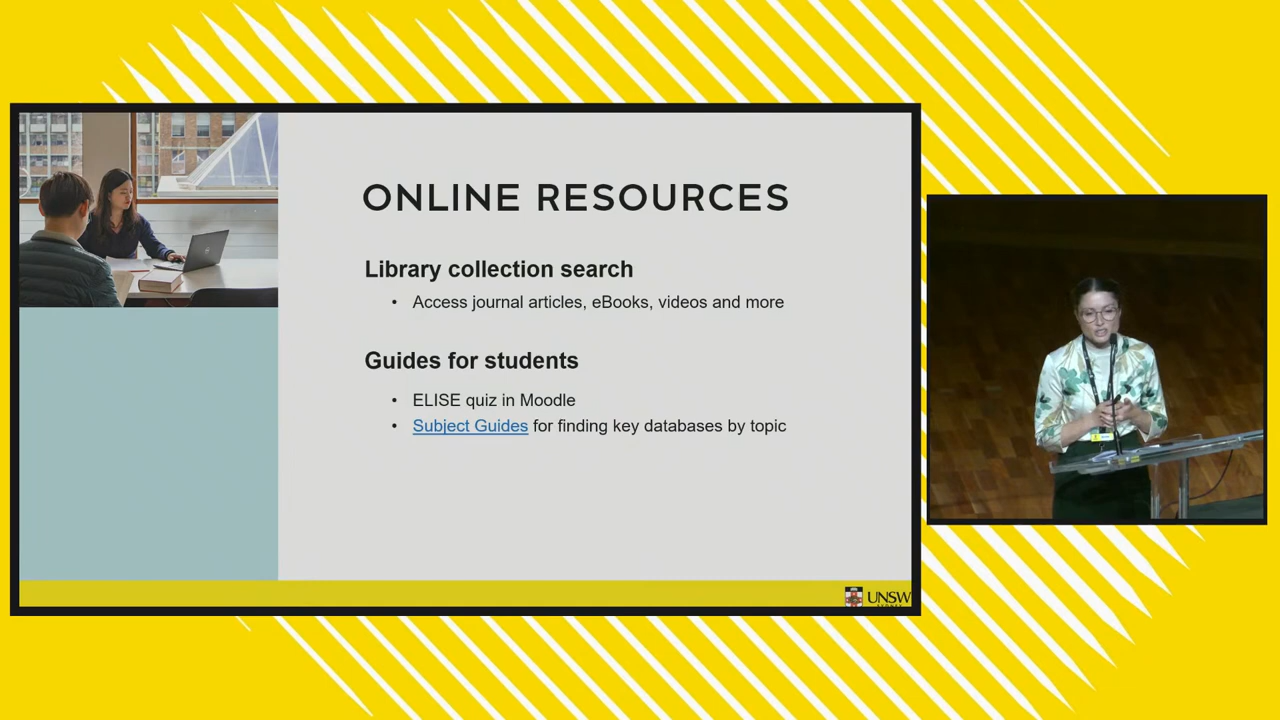 ONLINE RESOURCES
Library collection search
• Access journal articles, eBooks, videos and more
Guides for students
• ELISE quiz in Moodle
• Subject Guides for finding key databases by topic
UNSW
SYDNEY